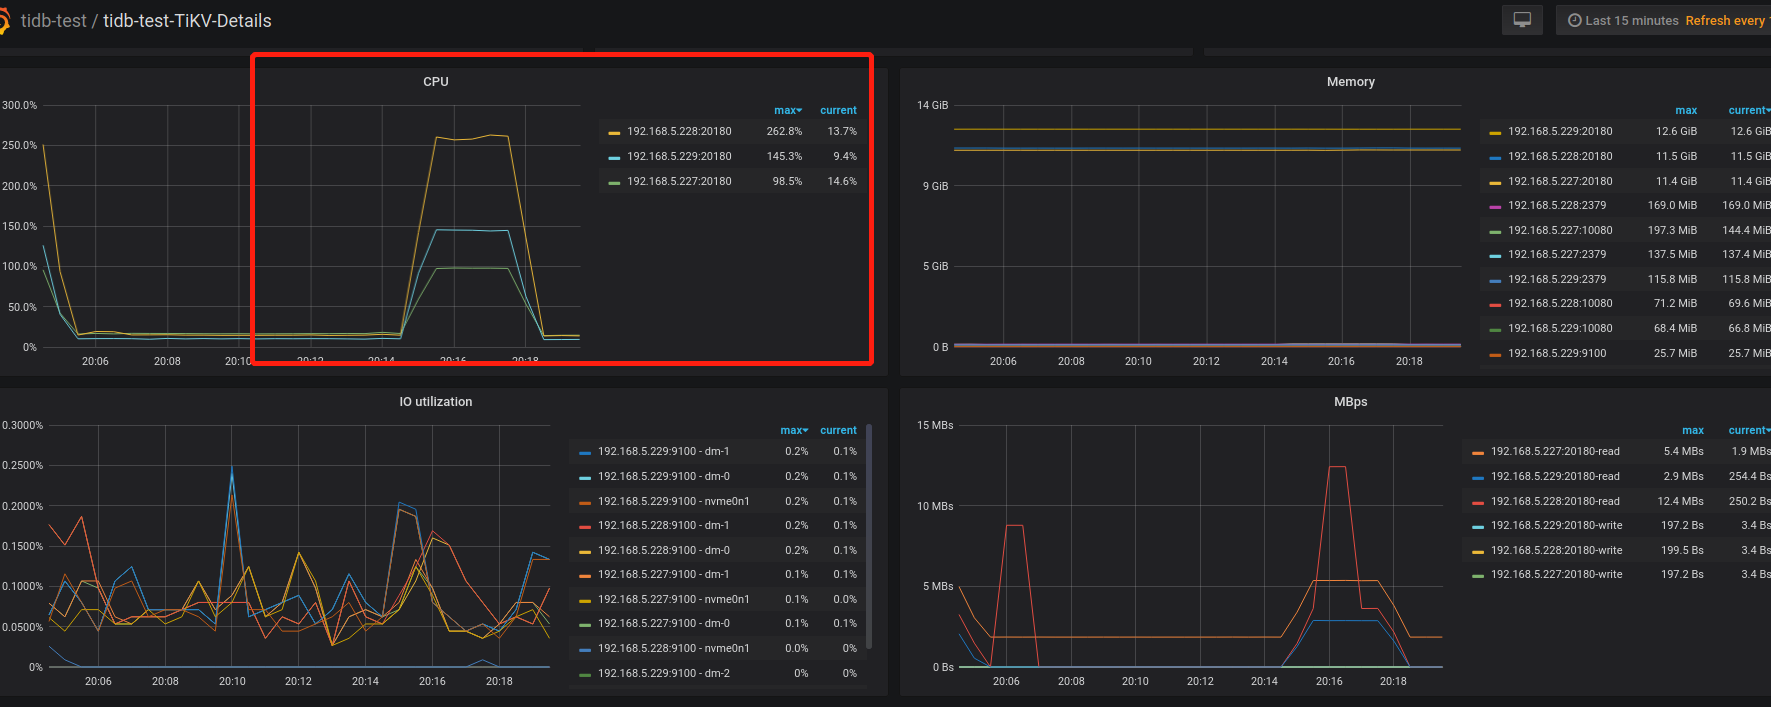 tidb-test / tidb-test-TiKV-Details
Last 15 minutes Refresh every
CPU
300.0%
250.0%
200.0%
150.0%
100.0%
50.0%
0%
20:06 20:08 20:10 20:12 20:14 20:16 20:18
max current
192.168.5.228:20180 262.8% 13.7%
192.168.5.229:20180 145.3% 9.4%
192.168.5.227:20180 98.5% 14.6%
Memory
14 GiB
9 GiB
5 GiB
0 B
20:06 20:08 20:10 20:12 20:14 20:16 20:18
max current
192.168.5.229:20180 12.6 GiB 12.6 GiB
192.168.5.228:20180 11.5 GiB 11.5 GiB
192.168.5.227:20180 11.4 GiB 11.4 GiB
192.168.5.228:2379 169.0 MiB 169.0 MiB
192.168.5.227:10080 197.3 MiB 144.4 MiB
192.168.5.227:2379 137.5 MiB 137.4 MiB
192.168.5.229:2379 115.8 MiB 115.8 MiB
192.168.5.228:10080 71.2 MiB 69.6 MiB
192.168.5.229:10080 68.4 MiB 66.8 MiB
192.168.5.229:9100 25.7 MiB 25.7 MiB
IO utilization
0.3000%
0.2500%
0.2000%
0.1500%
0.1000%
0.0500%
0%
20:06 20:08 20:10 20:12 20:14 20:16 20:18
max current
192.168.5.229:9100 - dm-1 0.2% 0.1%
192.168.5.229:9100 - dm-0 0.2% 0.1%
192.168.5.229:9100 - nvme0n1 0.2% 0.1%
192.168.5.228:9100 - dm-1 0.2% 0.1%
192.168.5.228:9100 - dm-0 0.2% 0.1%
192.168.5.227:9100 - dm-1 0.1% 0.1%
192.168.5.227:9100 - nvme0n1 0.1% 0.0%
192.168.5.227:9100 - dm-0 0.1% 0.1%
192.168.5.228:9100 - nvme0n1 0.0% 0%
192.168.5.229:9100 - dm-2 0% 0%
MBps
15 MBs
10 MBs
5 MBs
0 Bs
20:06 20:08 20:10 20:12 20:14 20:16 20:18
max current
192.168.5.227:20180-read 5.4 MBs 1.9 MBs
192.168.5.229:20180-read 2.9 MBs 254.4 Bs
192.168.5.228:20180-read 12.4 MBs 250.2 Bs
192.168.5.229:20180-write 197.2 Bs 3.4 Bs
192.168.5.228:20180-write 199.5 Bs 3.4 Bs
192.168.5.227:20180-write 197.2 Bs 3.4 Bs